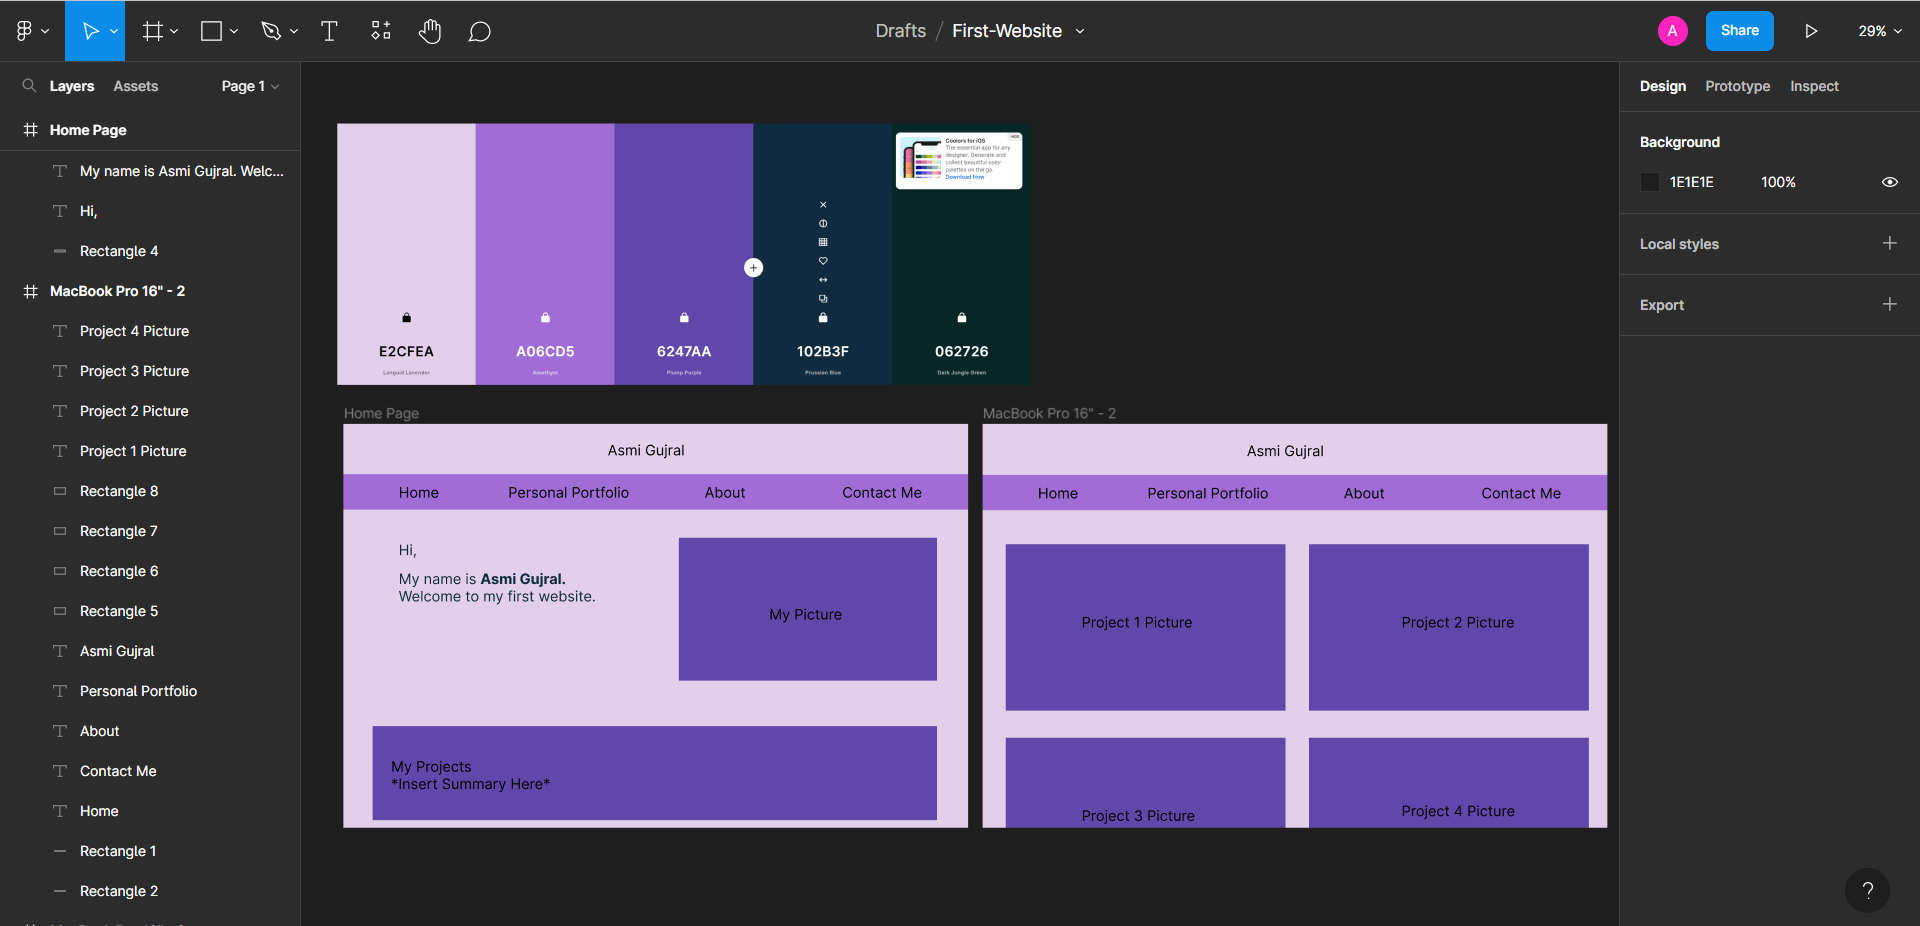 Drafts / First-Website
A
Share
29%
Layers
Assets
Page 1
Home Page
My name is Asmi Gujral. Welc...
Hi,
Rectangle 4
MacBook Pro 16" - 2
Project 4 Picture
Project 3 Picture
Project 2 Picture
Project 1 Picture
Rectangle 8
Rectangle 7
Rectangle 6
Rectangle 5
Asmi Gujral
Personal Portfolio
About
Contact Me
Home
Rectangle 1
Rectangle 2
HIDE
Coolors for iOS
The essential app for any
designer. Generate and
collect beautiful color
palettes on the go.
Download Now
E2CFEA
Languid Lavender
A06CD5
Amethyst
6247AA
Plump Purple
102B3F
Prussian Blue
062726
Dark Jungle Green
Home Page
Asmi Gujral
Home
Personal Portfolio
About
Contact Me
Hi,
My name is Asmi Gujral.
Welcome to my first website.
My Picture
My Projects
*Insert Summary Here*
MacBook Pro 16" - 2
Asmi Gujral
Home
Personal Portfolio
About
Contact Me
Project 1 Picture
Project 2 Picture
Project 3 Picture
Project 4 Picture
Design
Prototype
Inspect
Background
1E1E1E
100%
Local styles
Export
?